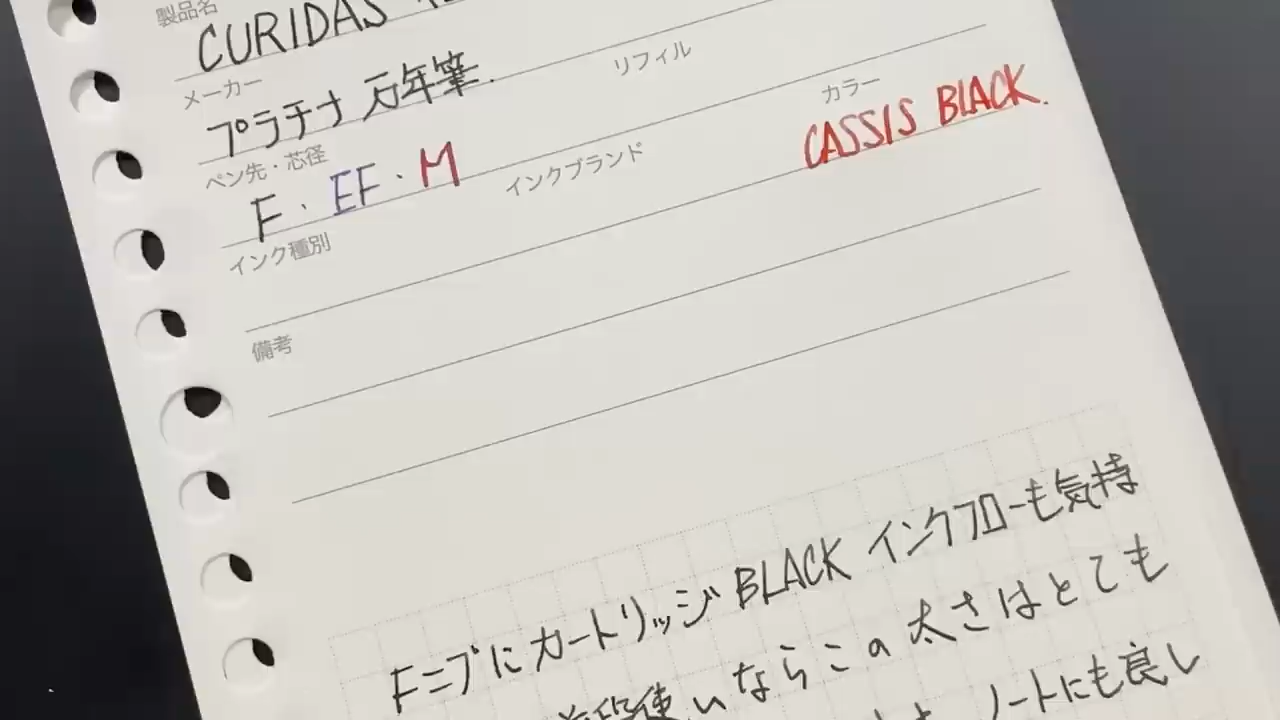 製品名
CURIDAS
メーカー リフィル
プラチナ 万年筆.
ペン先・芯径 インクブランド カラー
F・EF・M CASSIS BLACK.
インク種別
備考
Fニブにカートリッジ BLACK インクフローも気持
普段使いならこの太さはとても
ノートにも良し